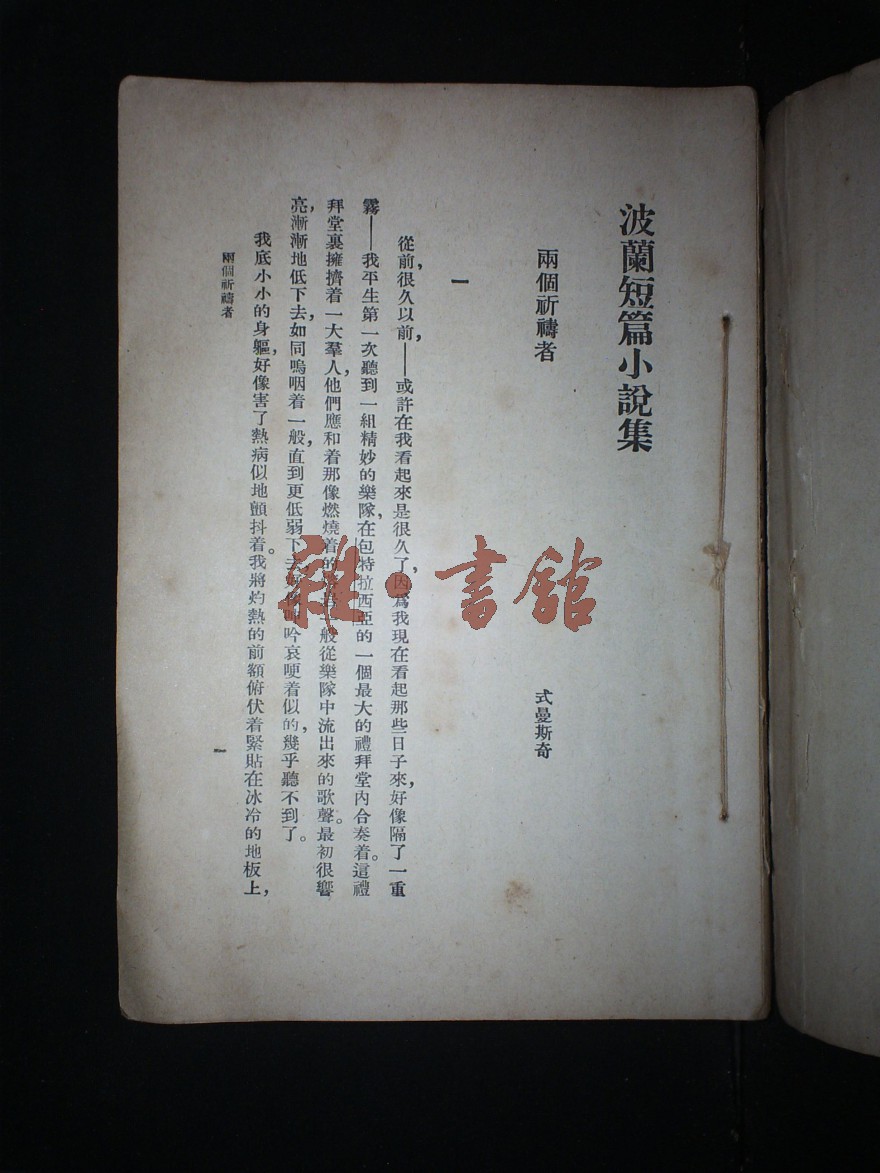 波蘭短篇小說集
兩個祈禱者
式曼斯奇
一
從前，很久以前，——或許在我看起來是很久了，因爲我現在看起那些日子來，好像隔了一重
霧——我平生第一次聽到一組精妙的樂隊，在包特拉西亞的一個最大的禮拜堂內合奏着。這禮
拜堂裏擁擠着一大羣人，他們應和着那像燃燒着的 般從樂隊中流出來的歌聲。最初很響
亮，漸漸地低下去，如同嗚咽着一般，直到更低弱下去 吟哀哽着似的，幾乎聽不到了。
我底小小的身軀，好像害了熱病似地顫抖着。我將灼熱的前額俯伏着緊貼在冰冷的地板上，
兩個祈禱者
一
雜·書館